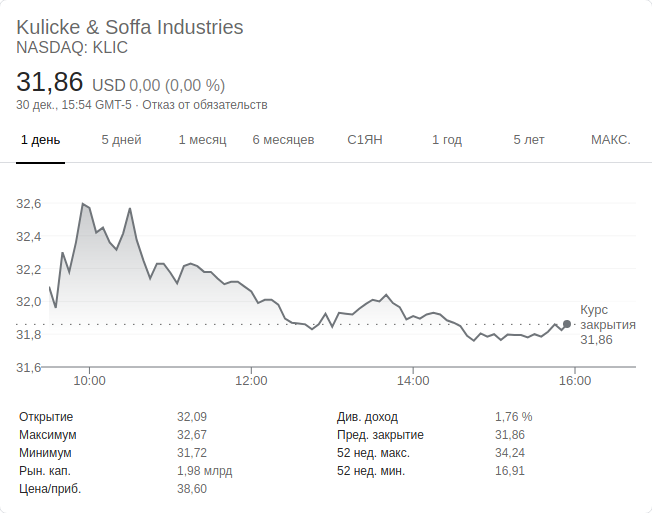 Kulicke & Soffa Industries
NASDAQ: KLIC
31,86 USD 0,00 (0,00 %)
30 дек., 15:54 GMT-5 · Отказ от обязательств
1 день 5 дней 1 месяц 6 месяцев С1ЯН 1 год 5 лет МАКС.
32,6
32,4
32,2
32,0
31,8
31,6
Курс
закрытия
31,86
10:00 12:00 14:00 16:00
Открытие 32,09 Див. доход 1,76 %
Максимум 32,67 Пред. закрытие 31,86
Минимум 31,72 52 нед. макс. 34,24
Рын. кап. 1,98 млрд 52 нед. мин. 16,91
Цена/приб. 38,60